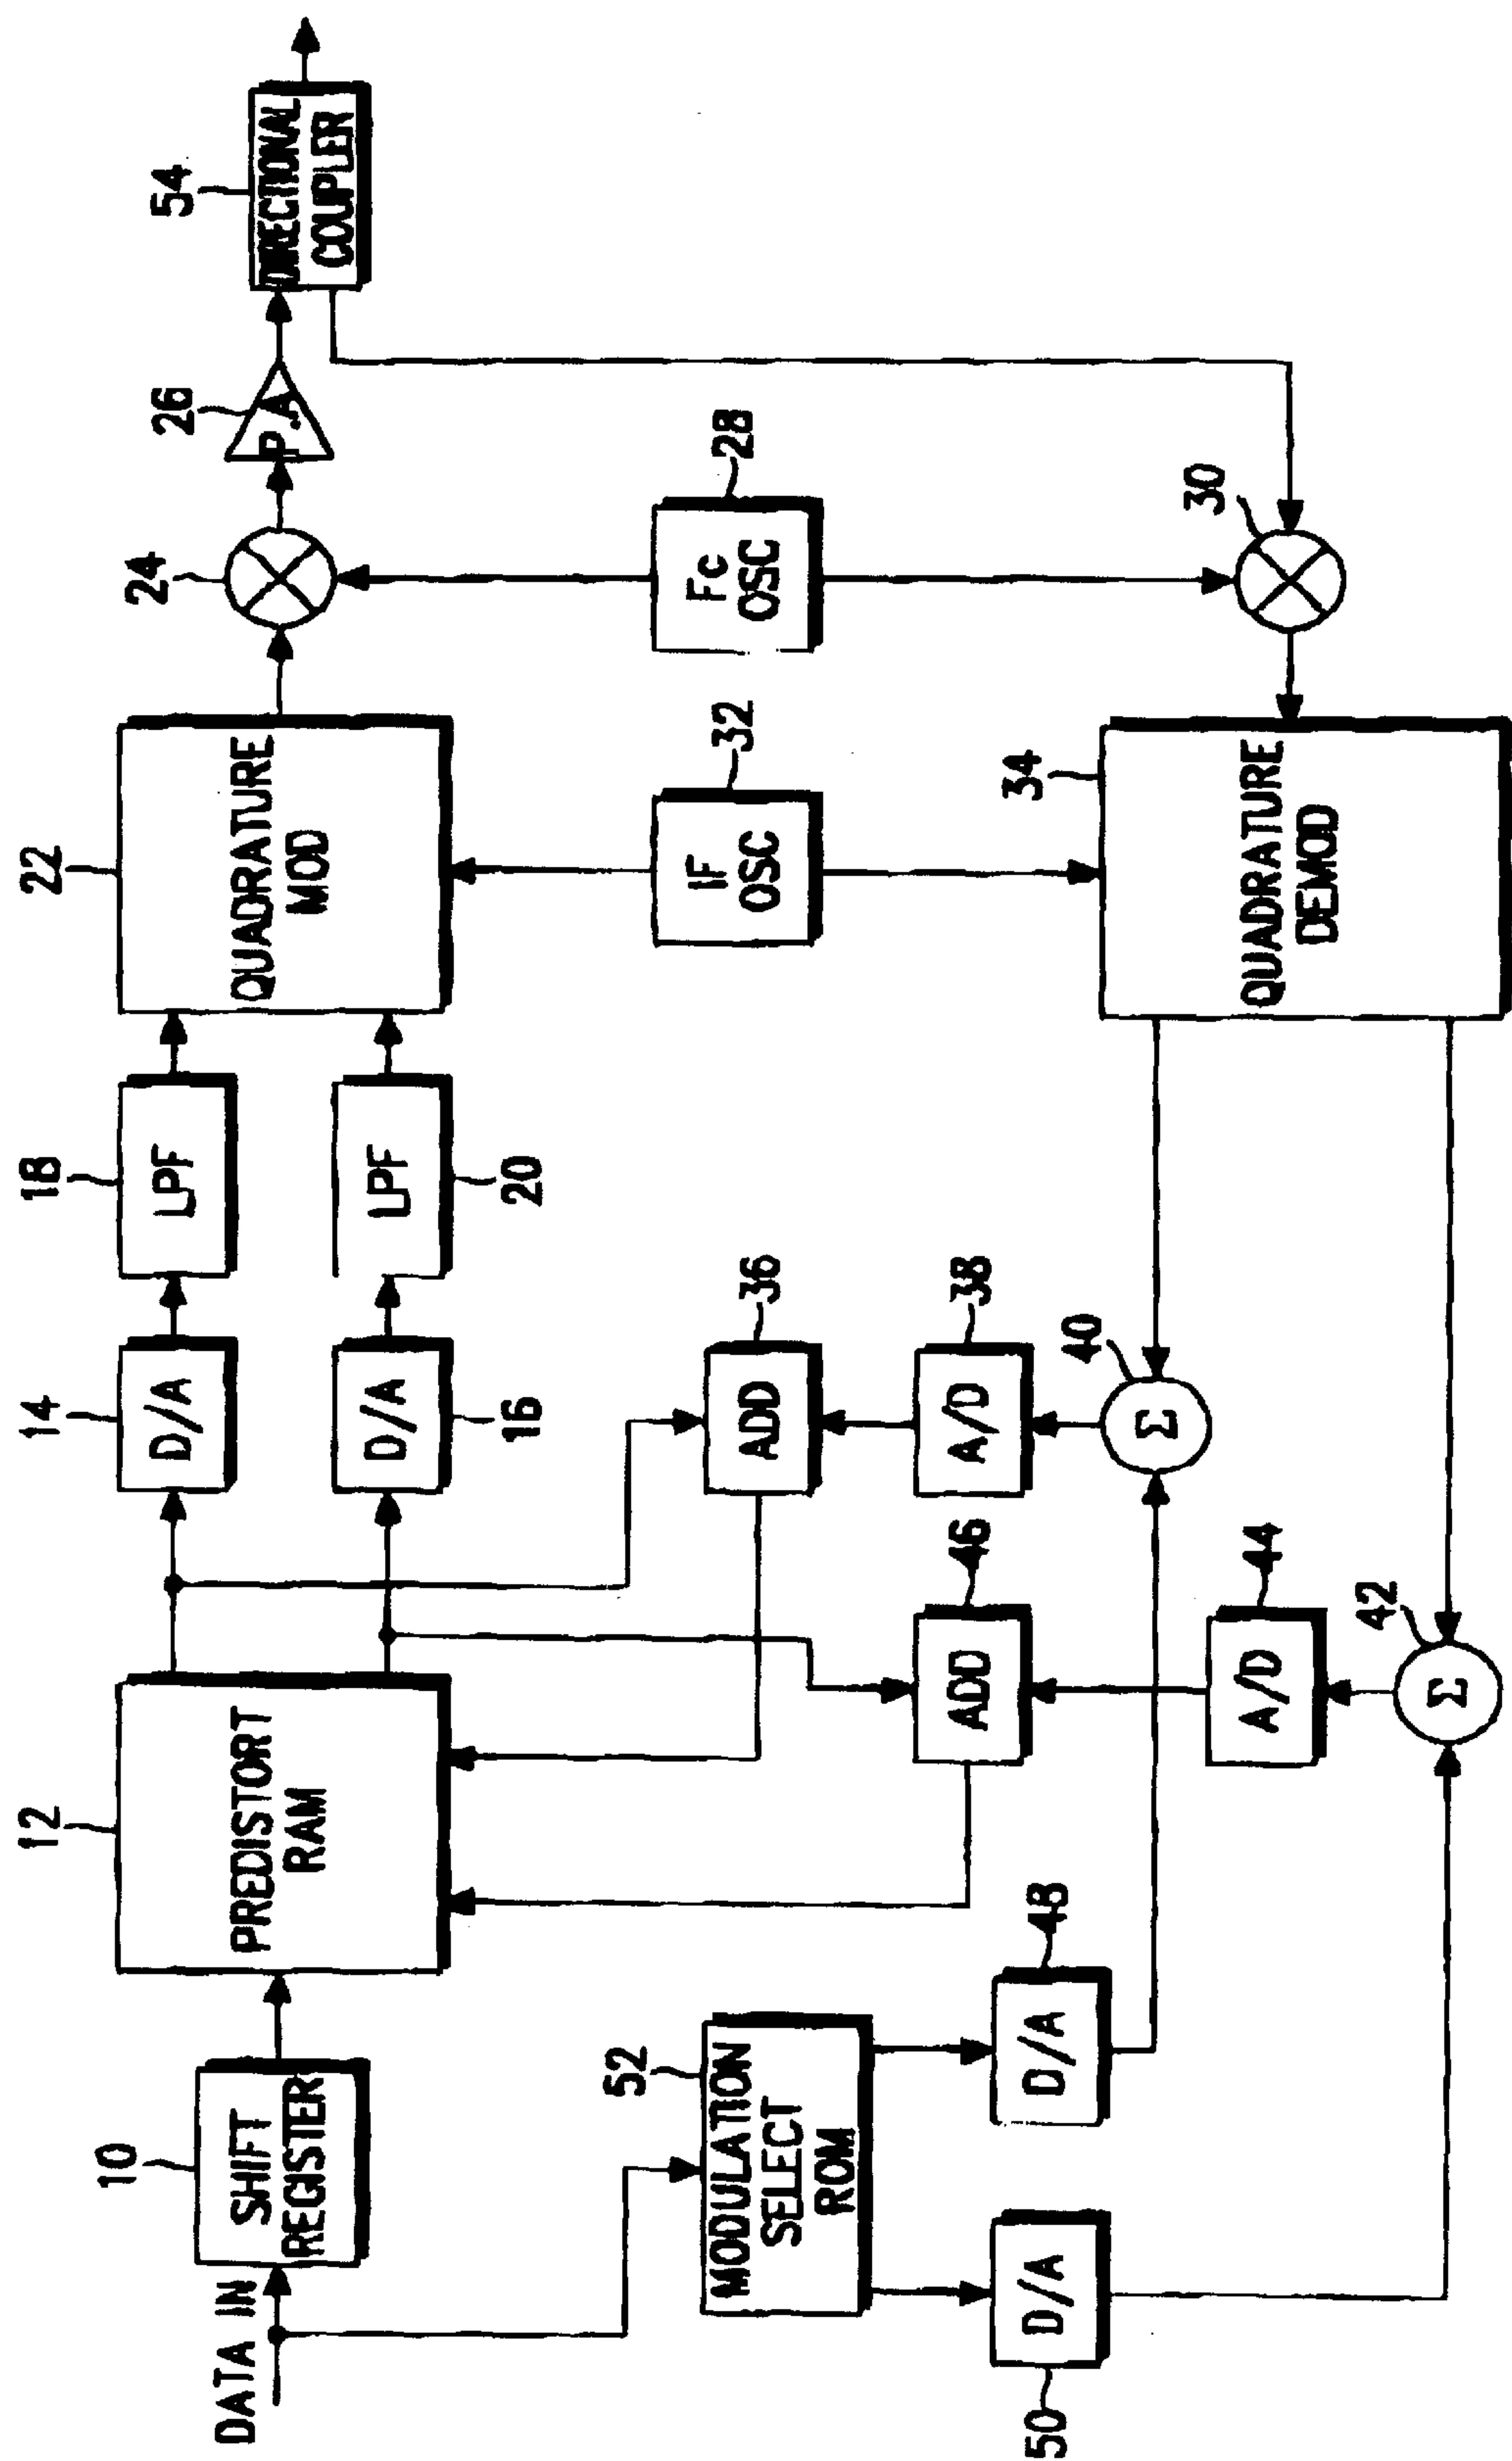 DATA IN
10
SHIFT
REGISTER
12
PREDISTORT
RAM
14
D/A
16
D/A
18
LPF
20
LPF
22
QUADRATURE
MOD
24
26
P.A
54
DIRECTIONAL
COUPLER
36
ADD
32
IF
OSC
28
Fc
OSC
46
ADD
38
A/D
52
MODULATION
SELECT
ROM
48
D/A
50
D/A
44
A/D
40
Σ
42
Σ
34
QUADRATURE
DEMOD
30